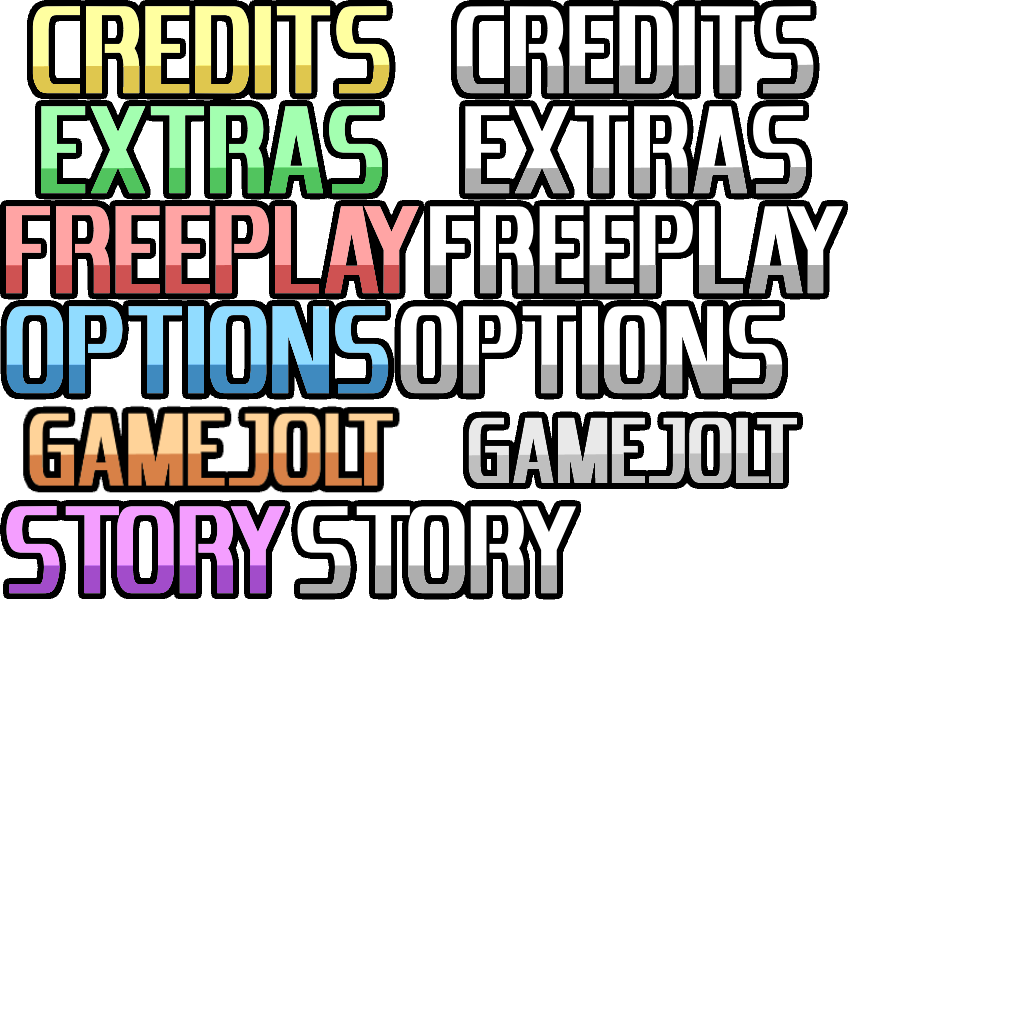 CREDITS CREDITS
EXTRAS EXTRAS
FREEPLAY FREEPLAY
OPTIONS OPTIONS
GAMEJOLT GAMEJOLT
STORY STORY